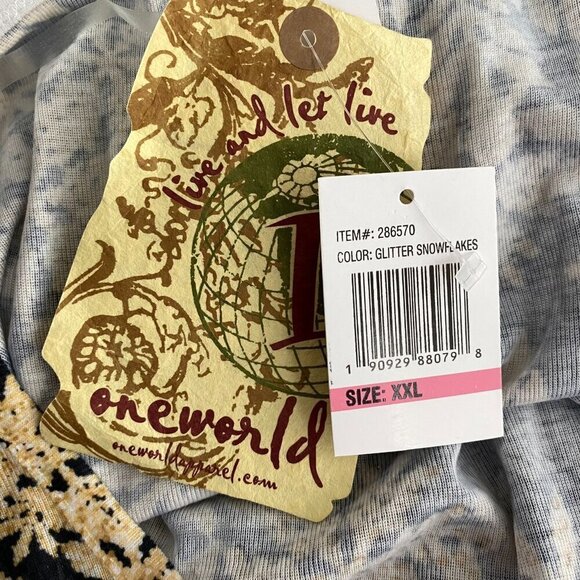 live and let live
oneworld
oneworldapparel.com
ITEM#: 286570
COLOR: GLITTER SNOWFLAKES
1 90929 88079 8
SIZE: XXL